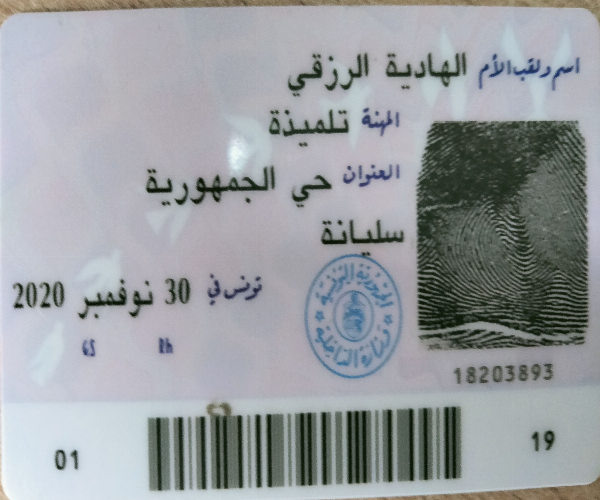 اسم ولقب الأم الهادية الرزقي
المهنة تلميذة
العنوان حي الجمهورية
سليانة
تونس في 30 نوفمبر 2020
GS Rh
الجمهورية التونسية
وزارة الداخلية
18203893
01 19